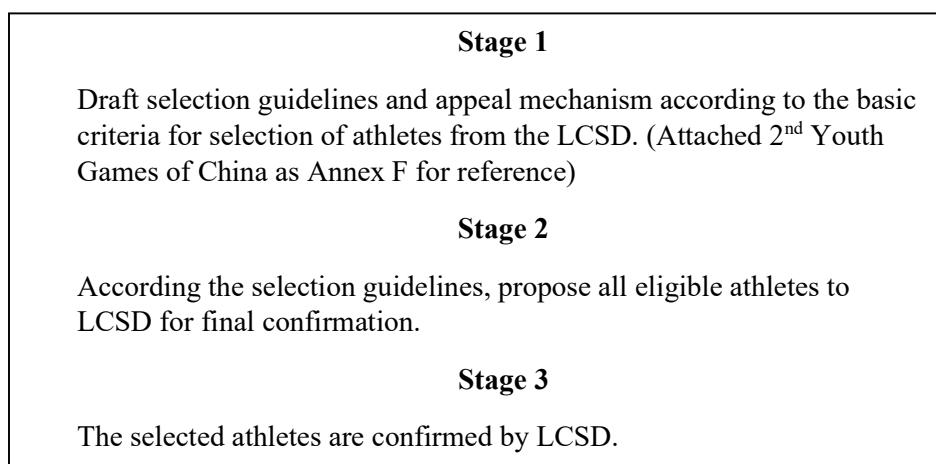 Stage 1
Draft selection guidelines and appeal mechanism according to the basic
criteria for selection of athletes from the LCSD. (Attached 2nd Youth
Games of China as Annex F for reference)
Stage 2
According the selection guidelines, propose all eligible athletes to
LCSD for final confirmation.
Stage 3
The selected athletes are confirmed by LCSD.